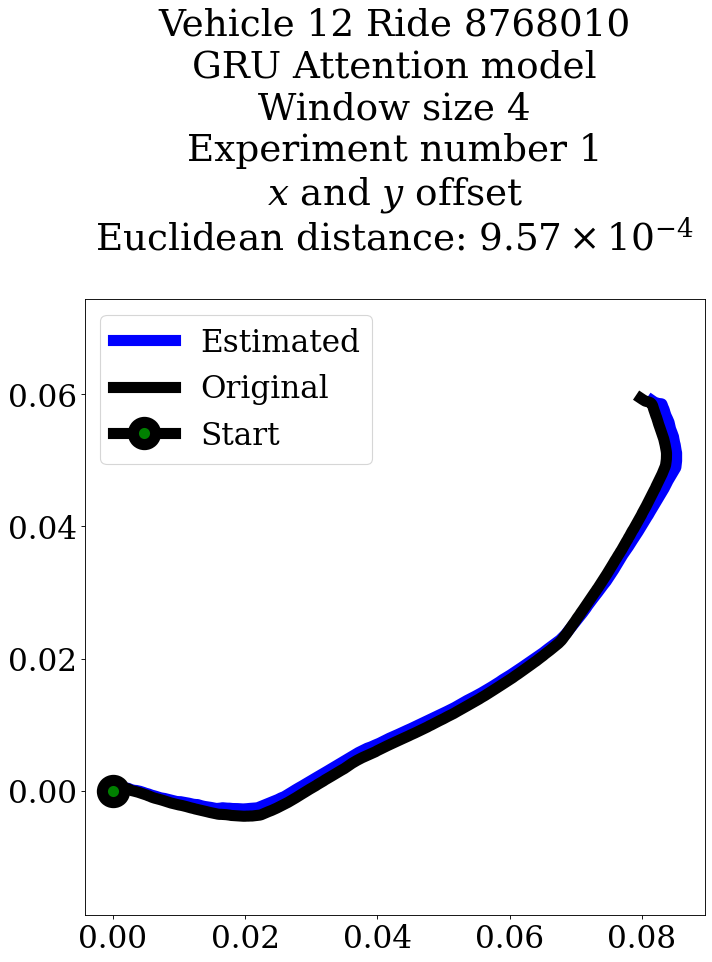 Vehicle 12 Ride 8768010
GRU Attention model
Window size 4
Experiment number 1
x and y offset
Euclidean distance: 9.57 × 10⁻⁴
Estimated
Original
Start
0.06
0.04
0.02
0.00
0.00 0.02 0.04 0.06 0.08